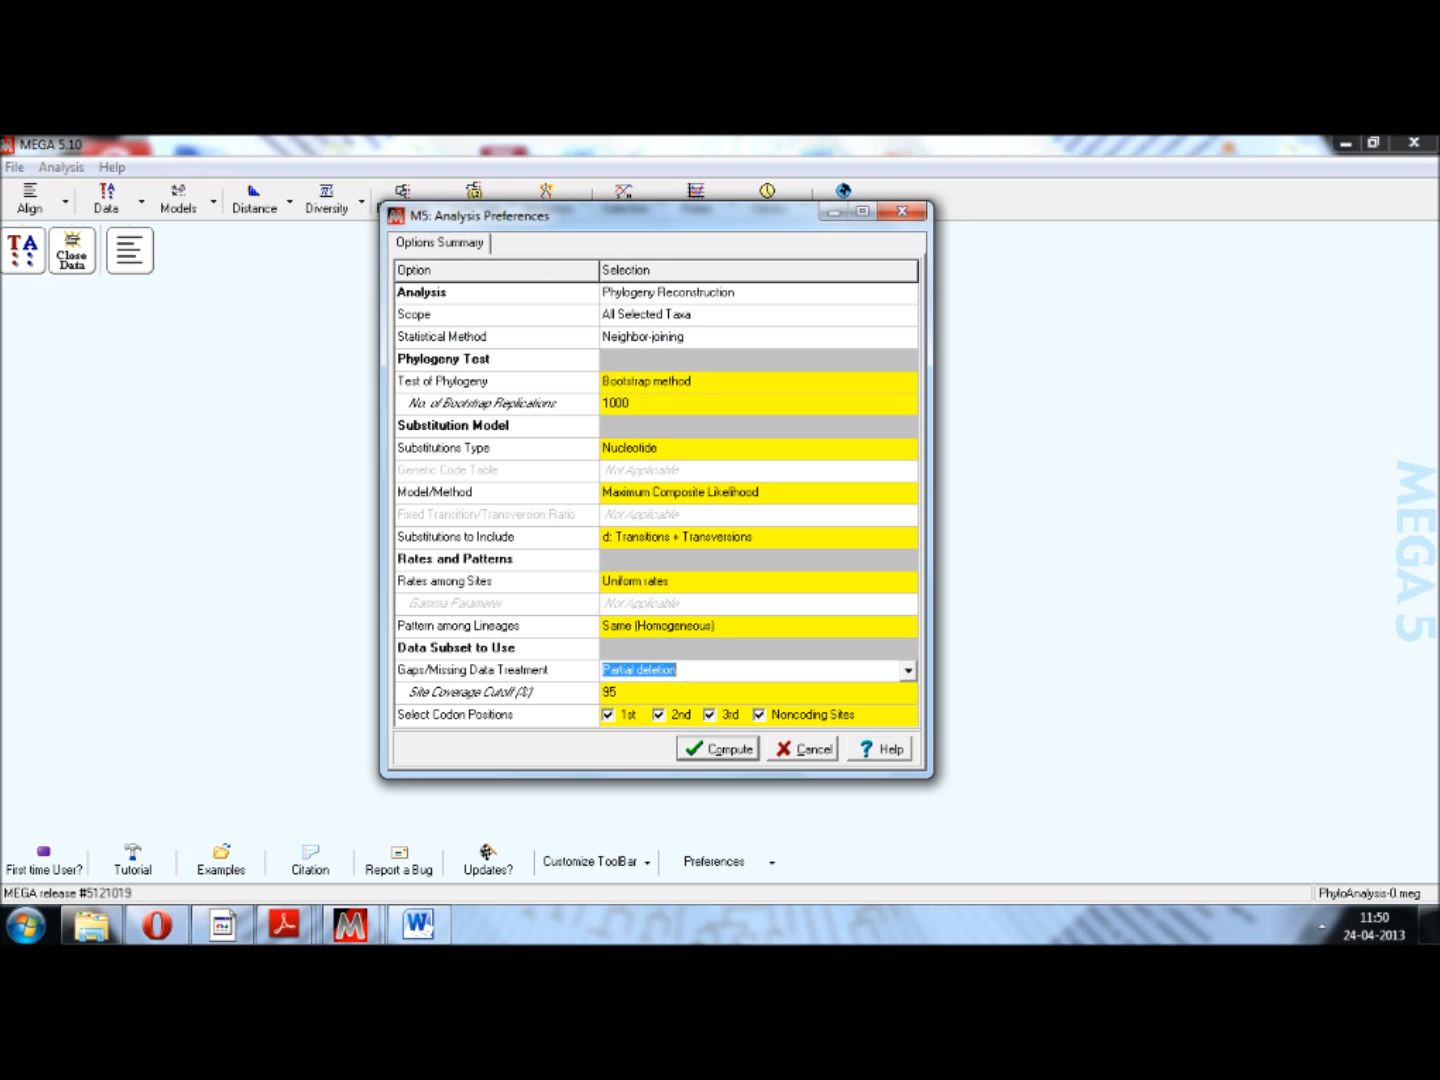 MEGA 5.10
File Analysis Help
Align Data Models Distance Diversity
M5: Analysis Preferences
TA Close Data
Options Summary
Option Selection
Analysis Phylogeny Reconstruction
Scope All Selected Taxa
Statistical Method Neighbor-joining
Phylogeny Test
Test of Phylogeny Bootstrap method
No. of Bootstrap Replications 1000
Substitution Model
Substitutions Type Nucleotide
Genetic Code Table Not Applicable
Model/Method Maximum Composite Likelihood
Fixed Transition/Transversion Ratio Not Applicable
Substitutions to Include d: Transitions + Transversions
Rates and Patterns
Rates among Sites Uniform rates
Gamma Parameter Not Applicable
Pattern among Lineages Same (Homogeneous)
Data Subset to Use
Gaps/Missing Data Treatment Partial deletion
Site Coverage Cutoff (%) 95
Select Codon Positions 1st 2nd 3rd Noncoding Sites
Compute Cancel Help
MEGA 5
First time User? Tutorial Examples Citation Report a Bug Updates? Customize ToolBar Preferences
MEGA release #5121019 PhyloAnalysis-0.meg
11:50
24-04-2013